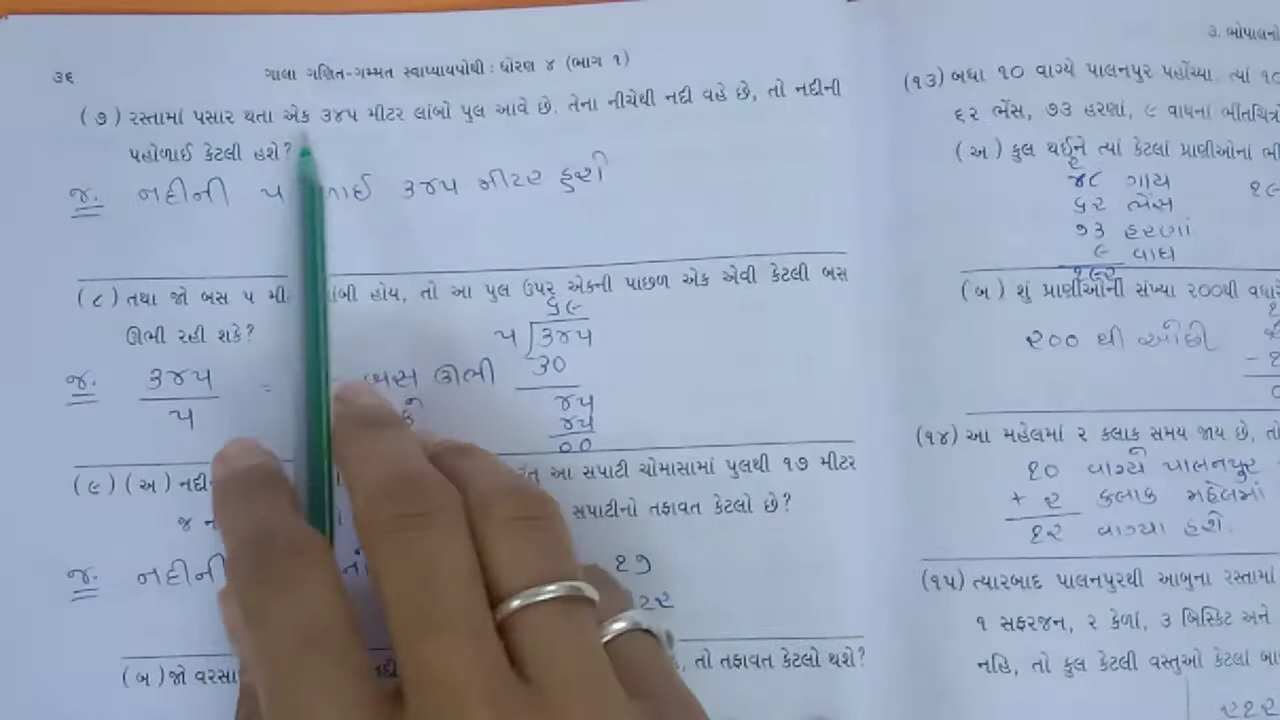 ૩૬
ગાલા ગણિત-ગમ્મત સ્વાધ્યાયપોથી : ધોરણ ૪ (ભાગ ૧)
(૭) રસ્તામાં પસાર થતા એક ૩૪૫ મીટર લાંબો પુલ આવે છે. તેના નીચેથી નદી વહે છે, તો નદીની
પહોળાઈ કેટલી હશે?
જ. નદીની ૩૪૫ મીટર હશે
(૮) તથા જો બસ ૫ હોય, તો આ પુલ ઉપર એકની પાછળ એક એવી કેટલી બસ
ઊભી રહી શકે?
જ. ૩૪૫ = બસ ઊભી
૫
૬૯
૫ ૩૪૫
૩૦
૪૫
૪૫
૦૦
(૯) (અ) આ સપાટી ચોમાસામાં પુલથી ૧૭ મીટર
જ સપાટીનો તફાવત કેટલો છે?
જ. નદીની ૧૭
(બ) જો તો તફાવત કેટલો થશે?
૩. ભોપાલનો
(૧૩) બધા ૧૦ વાગ્યે પાલનપુર પહોંચ્યા. ત્યાં
૬૨ ભેંસ, ૭૩ હરણાં, ૯ વાઘનાં
(અ) કુલ થઈને ત્યાં કેટલાં પ્રાણીઓનાં
૨
૪૮ ગાય
૬૨ ભેંસ
૭૩ હરણાં
૯ વાઘ
૧૯૨
(બ) શું પ્રાણીઓની સંખ્યા ૨૦૦થી
૨૦૦ થી ઓછી
(૧૪) આ મહેલમાં ૨ કલાક સમય જાય છે, તો
૧૦ વાગ્યે પાલનપુર
+ ૨ કલાક મહેલમાં
૧૨ વાગ્યા હશે.
(૧૫) ત્યારબાદ પાલનપુરથી આબુના રસ્તામાં
૧ સફરજન, ૨ કેળાં, ૩ બિસ્કિટ અને
નહિ, તો કુલ કેટલી વસ્તુઓ કેટલાં